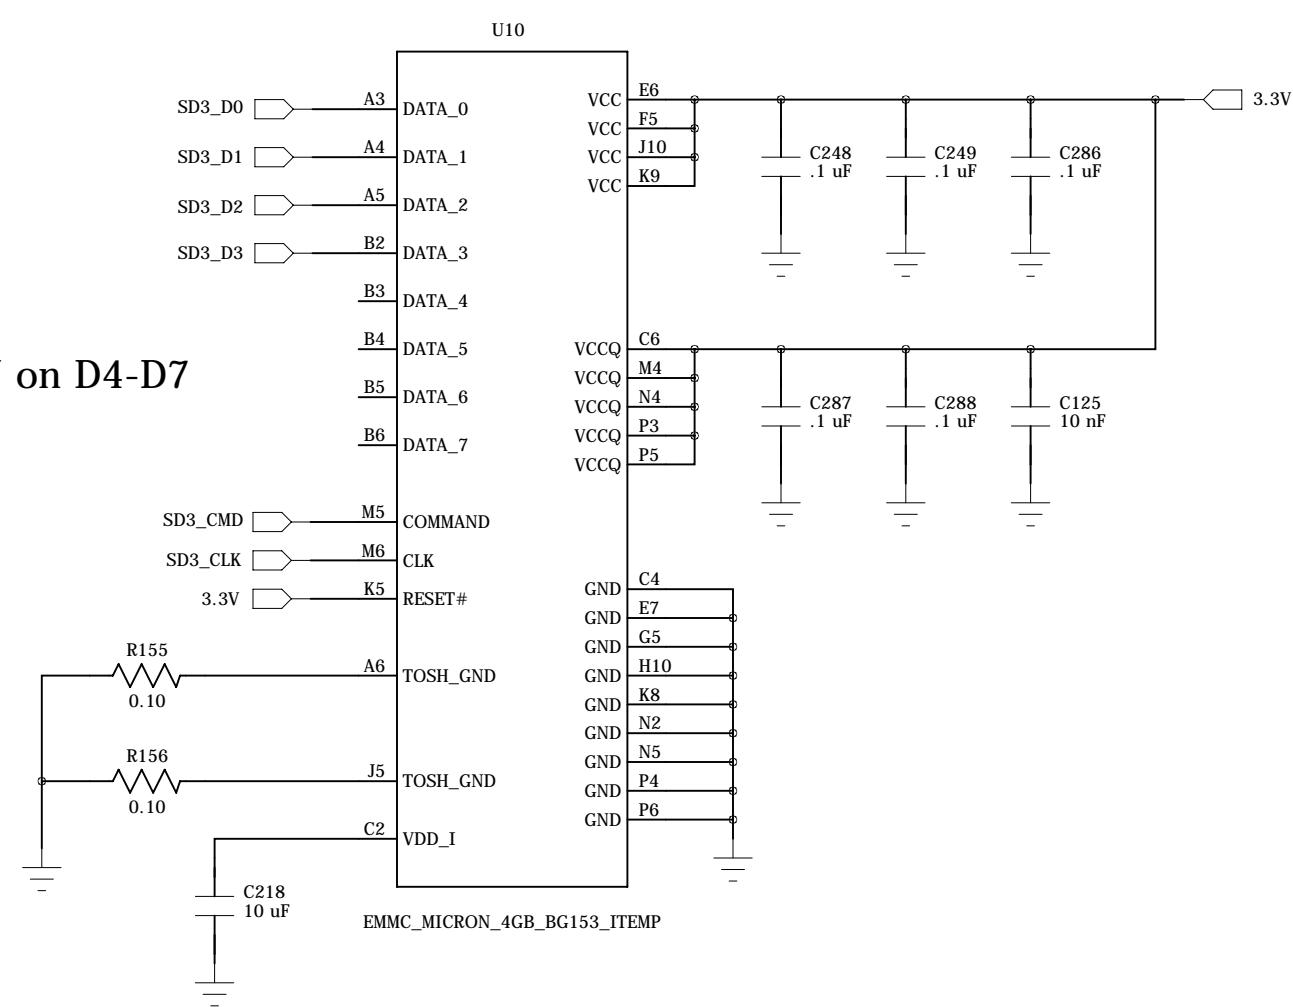 U10
SD3_D0
A3
DATA_0
SD3_D1
A4
DATA_1
SD3_D2
A5
DATA_2
SD3_D3
B2
DATA_3
B3
DATA_4
B4
DATA_5
on D4-D7
B5
DATA_6
B6
DATA_7
SD3_CMD
M5
COMMAND
SD3_CLK
M6
CLK
3.3V
K5
RESET#
R155
0.10
A6
TOSH_GND
R156
0.10
J5
TOSH_GND
C2
VDD_I
C218
10 uF
VCC
E6
VCC
F5
VCC
J10
VCC
K9
3.3V
C248
.1 uF
C249
.1 uF
C286
.1 uF
VCCQ
C6
VCCQ
M4
VCCQ
N4
VCCQ
P3
VCCQ
P5
C287
.1 uF
C288
.1 uF
C125
10 nF
GND
C4
GND
E7
GND
G5
GND
H10
GND
K8
GND
N2
GND
N5
GND
P4
GND
P6
EMMC_MICRON_4GB_BG153_ITEMP